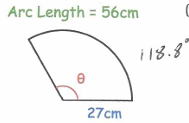 Arc Length = 56cm
118.8°
θ
27cm